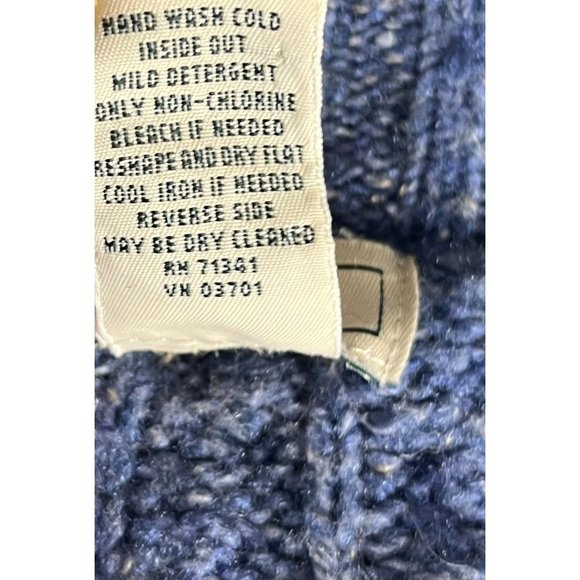 HAND WASH COLD
INSIDE OUT
MILD DETERGENT
ONLY NON-CHLORINE
BLEACH IF NEEDED
RESHAPE AND DRY FLAT
COOL IRON IF NEEDED
REVERSE SIDE
MAY BE DRY CLEANED
RN 71341
VN 03701